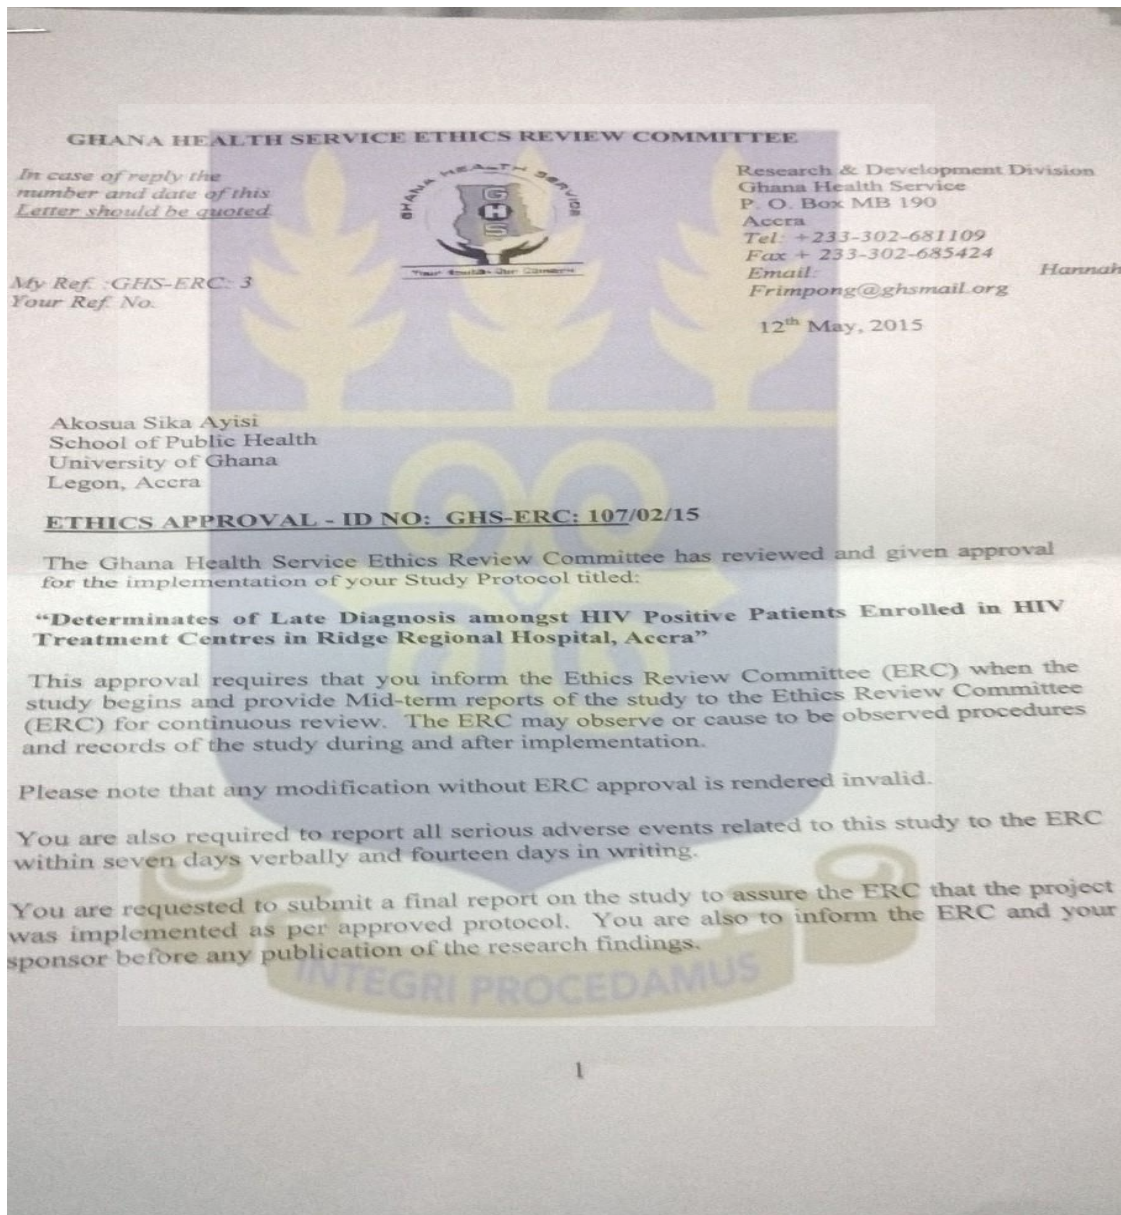 GHANA HEALTH SERVICE ETHICS REVIEW COMMITTEE
In case of reply the
number and date of this
Letter should be quoted.
GHANA HEALTH SERVICE
GHS
Your Health - Our Concern
My Ref. :GHS-ERC: 3
Your Ref. No.
Research & Development Division
Ghana Health Service
P. O. Box MB 190
Accra
Tel: +233-302-681109
Fax + 233-302-685424
Email: Hannah
Frimpong@ghsmail.org
12th May, 2015
Akosua Sika Ayisi
School of Public Health
University of Ghana
Legon, Accra
ETHICS APPROVAL - ID NO: GHS-ERC: 107/02/15
The Ghana Health Service Ethics Review Committee has reviewed and given approval
for the implementation of your Study Protocol titled:
“Determinates of Late Diagnosis amongst HIV Positive Patients Enrolled in HIV
Treatment Centres in Ridge Regional Hospital, Accra”
This approval requires that you inform the Ethics Review Committee (ERC) when the
study begins and provide Mid-term reports of the study to the Ethics Review Committee
(ERC) for continuous review. The ERC may observe or cause to be observed procedures
and records of the study during and after implementation.
Please note that any modification without ERC approval is rendered invalid.
You are also required to report all serious adverse events related to this study to the ERC
within seven days verbally and fourteen days in writing.
You are requested to submit a final report on the study to assure the ERC that the project
was implemented as per approved protocol. You are also to inform the ERC and your
sponsor before any publication of the research findings.
INTEGRI PROCEDAMUS
1